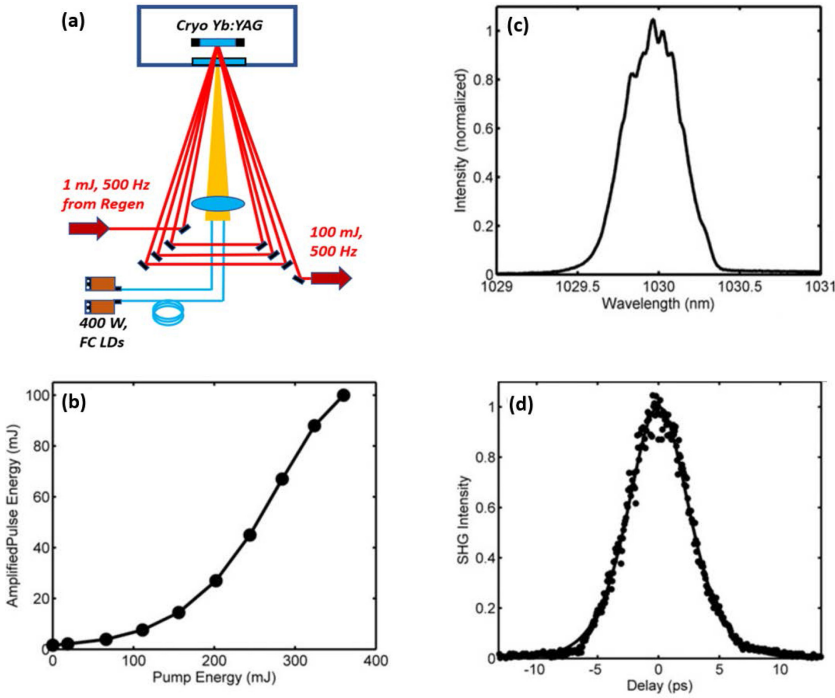 (a)
Cryo Yb:YAG
1 mJ, 500 Hz
from Regen
100 mJ,
500 Hz
400 W,
FC LDs
(b)
100
80
60
40
20
0
0
100
200
300
400
AmplifiedPulse Energy (mJ)
Pump Energy (mJ)
(c)
1
0.8
0.6
0.4
0.2
0
1029
1029.5
1030
1030.5
1031
Intensity (normalized)
Wavelength (nm)
(d)
1
0.8
0.6
0.4
0.2
0
-10
-5
0
5
10
SHG Intensity
Delay (ps)